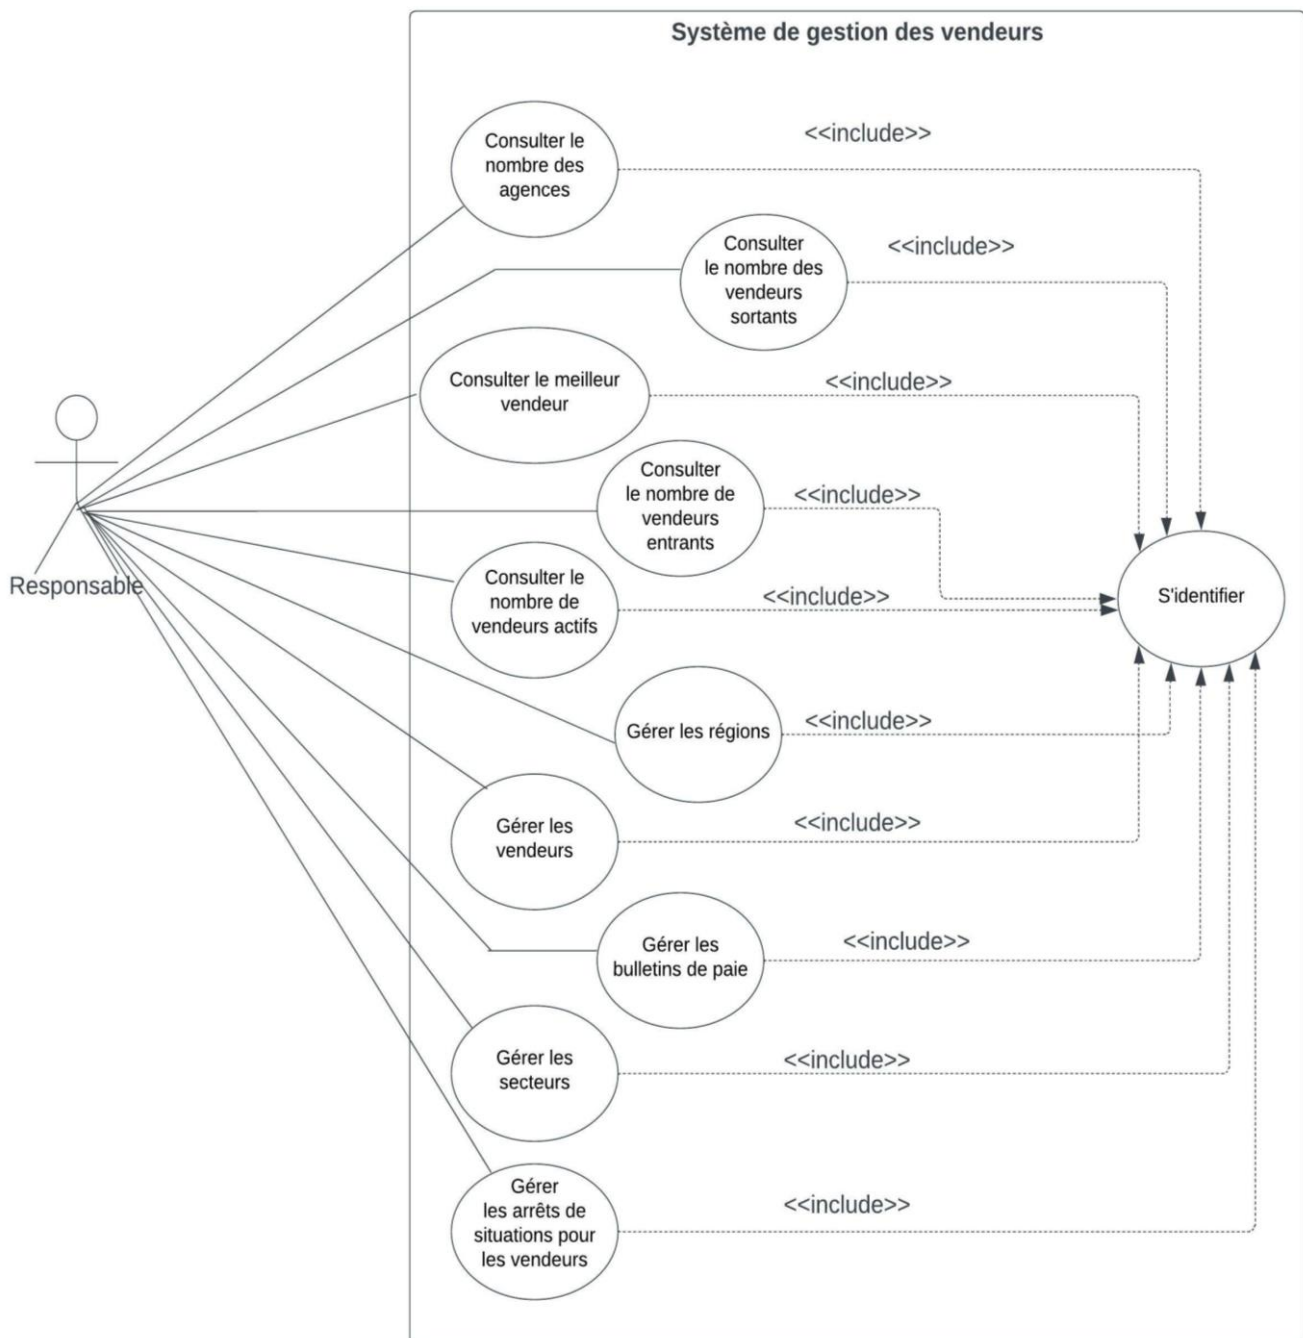 Système de gestion des vendeurs
Consulter le
nombre des
agences
<<include>>
Consulter
le nombre des
vendeurs
sortants
<<include>>
Consulter le meilleur
vendeur
<<include>>
Consulter
le nombre de
vendeurs
entrants
<<include>>
Responsable
Consulter le
nombre de
vendeurs actifs
<<include>>
S'identifier
Gérer les régions
<<include>>
Gérer les
vendeurs
<<include>>
Gérer les
bulletins de paie
<<include>>
Gérer les
secteurs
<<include>>
Gérer
les arrêts de
situations pour
les vendeurs
<<include>>